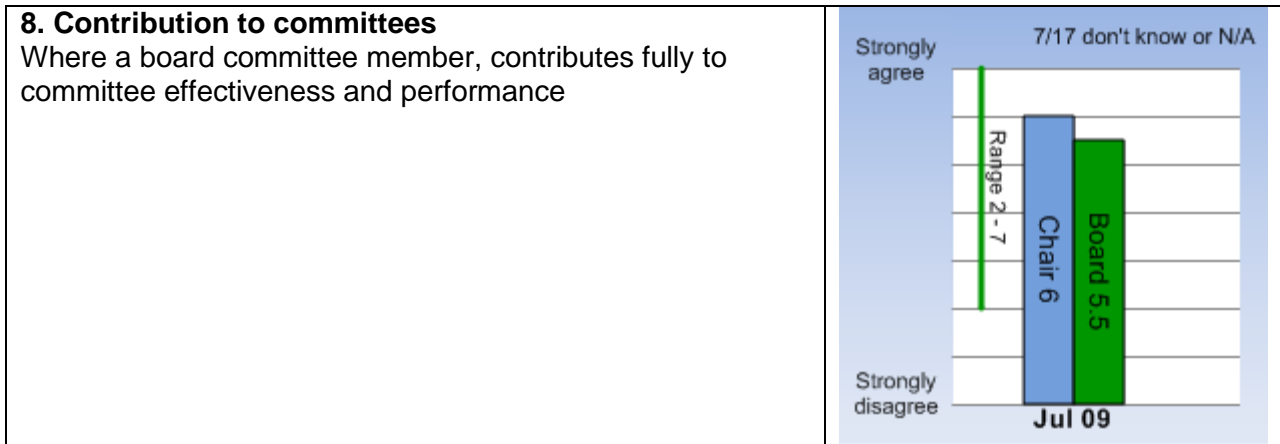 8. Contribution to committees
Where a board committee member, contributes fully to
committee effectiveness and performance
7/17 don't know or N/A
Strongly
agree
Range 2 - 7
Chair 6
Board 5.5
Strongly
disagree
Jul 09